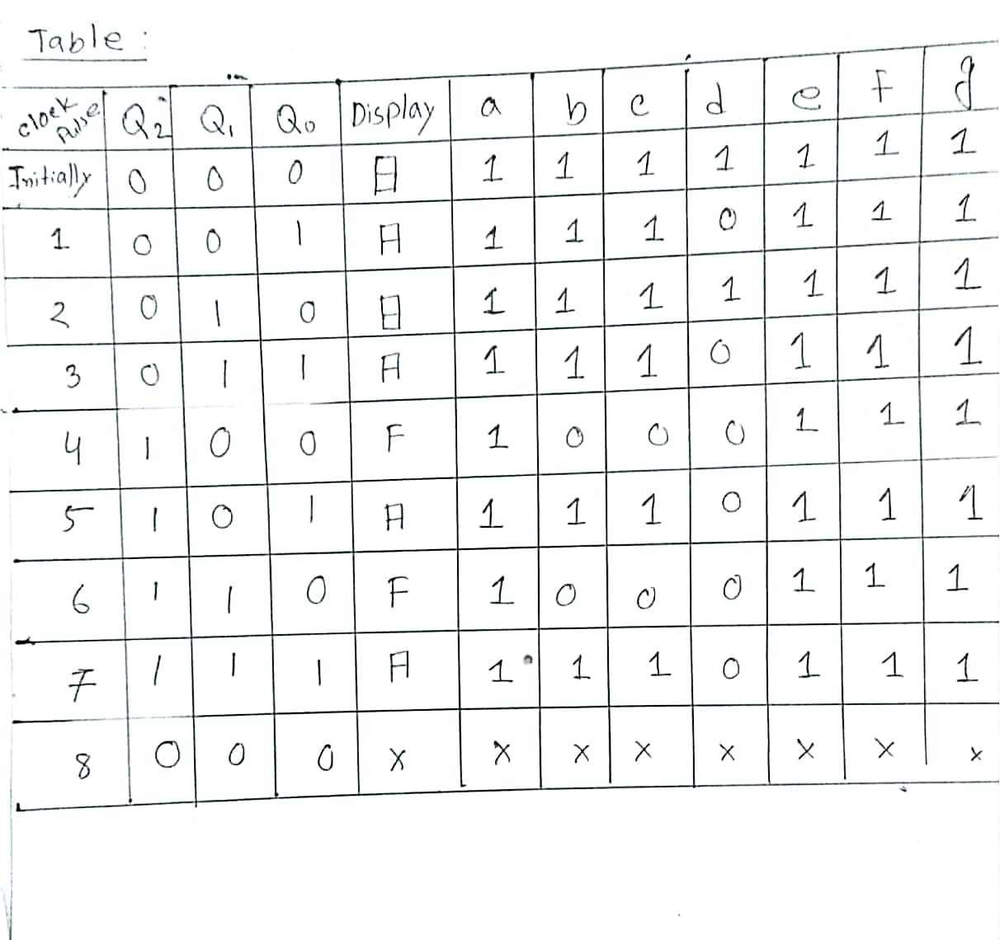 Table :
Clock Pulse Q2 Q1 Q0 Display a b c d e f g
Initially 0 0 0 B 1 1 1 1 1 1 1
1 0 0 1 A 1 1 1 0 1 1 1
2 0 1 0 B 1 1 1 1 1 1 1
3 0 1 1 A 1 1 1 0 1 1 1
4 1 0 0 F 1 0 0 0 1 1 1
5 1 0 1 A 1 1 1 0 1 1 1
6 1 1 0 F 1 0 0 0 1 1 1
7 1 1 1 A 1 1 1 0 1 1 1
8 0 0 0 x x x x x x x x